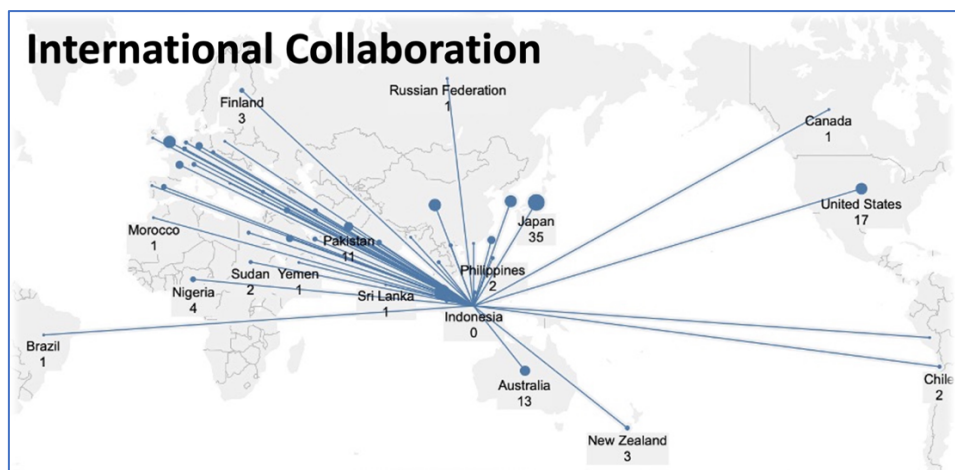 International Collaboration
Finland
3
Russian Federation
1
Canada
1
United States
17
Japan
35
Morocco
1
Pakistan
11
Philippines
2
Sudan
2
Yemen
1
Nigeria
4
Sri Lanka
1
Indonesia
0
Brazil
1
Australia
13
Chile
2
New Zealand
3